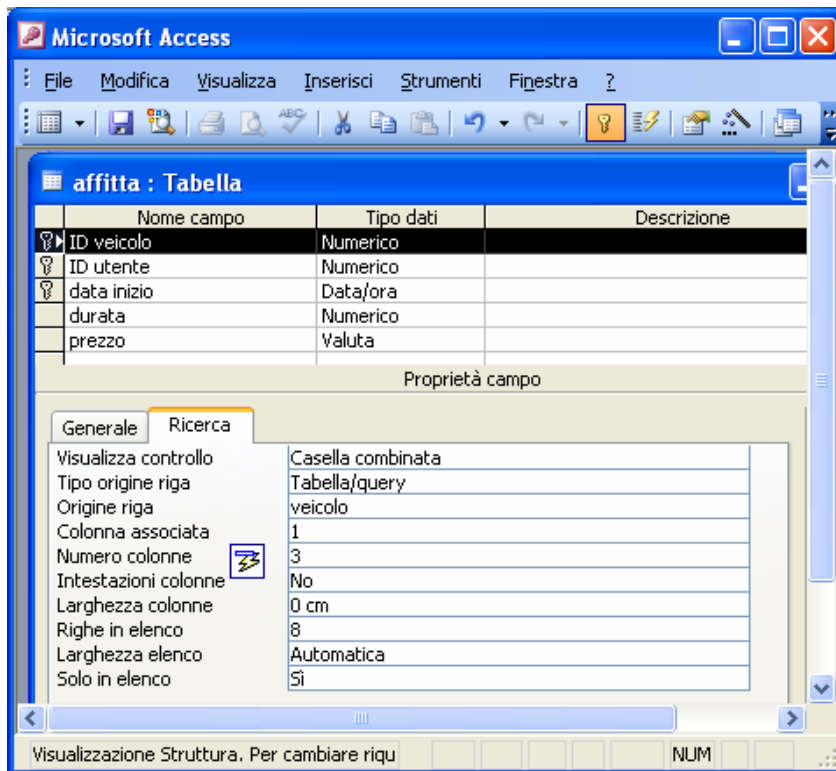 Microsoft Access
File Modifica Visualizza Inserisci Strumenti Finestra ?
ABC
affitta : Tabella
Nome campo Tipo dati Descrizione
ID veicolo Numerico
ID utente Numerico
data inizio Data/ora
durata Numerico
prezzo Valuta
Proprietà campo
Generale Ricerca
Visualizza controllo Casella combinata
Tipo origine riga Tabella/query
Origine riga veicolo
Colonna associata 1
Numero colonne 3
Intestazioni colonne No
Larghezza colonne 0 cm
Righe in elenco 8
Larghezza elenco Automatica
Solo in elenco Sì
Visualizzazione Struttura. Per cambiare riqu NUM